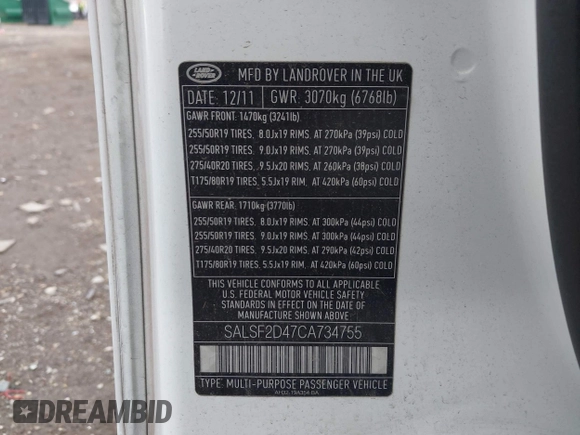 LAND ROVER
MFD BY LANDROVER IN THE UK
DATE: 12/11 GWR: 3070kg (6768lb)
GAWR FRONT: 1470kg (3241lb)
255/50R19 TIRES, 8.0Jx19 RIMS, AT 270kPa (39psi) COLD
255/50R19 TIRES, 9.0Jx19 RIMS, AT 270kPa (39psi) COLD
275/40R20 TIRES, 9.5Jx20 RIMS, AT 260kPa (38psi) COLD
T175/80R19 TIRES, 5.5Jx19 RIM, AT 420kPa (60psi) COLD
GAWR REAR: 1710kg (3770lb)
255/50R19 TIRES, 8.0Jx19 RIMS, AT 300kPa (44psi) COLD
255/50R19 TIRES, 9.0Jx19 RIMS, AT 300kPa (44psi) COLD
275/40R20 TIRES, 9.5Jx20 RIMS, AT 290kPa (42psi) COLD
T175/80R19 TIRES, 5.5Jx19 RIM, AT 420kPa (60psi) COLD
THIS VEHICLE CONFORMS TO ALL APPLICABLE
U.S. FEDERAL MOTOR VEHICLE SAFETY
STANDARDS IN EFFECT ON THE DATE OF
MANUFACTURE SHOWN ABOVE.
SALSF2D47CA734755
TYPE: MULTI-PURPOSE PASSENGER VEHICLE
DREAMBID